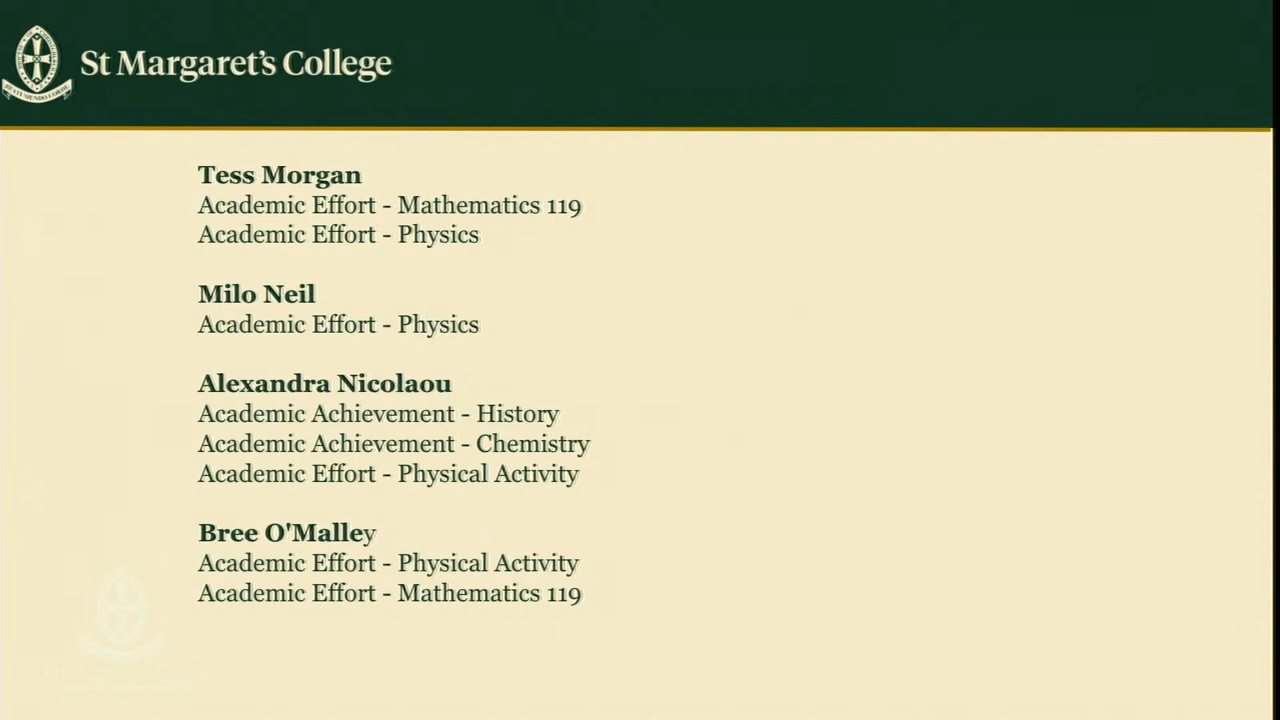 St Margaret's College
Tess Morgan
Academic Effort - Mathematics 119
Academic Effort - Physics
Milo Neil
Academic Effort - Physics
Alexandra Nicolaou
Academic Achievement - History
Academic Achievement - Chemistry
Academic Effort - Physical Activity
Bree O'Malley
Academic Effort - Physical Activity
Academic Effort - Mathematics 119